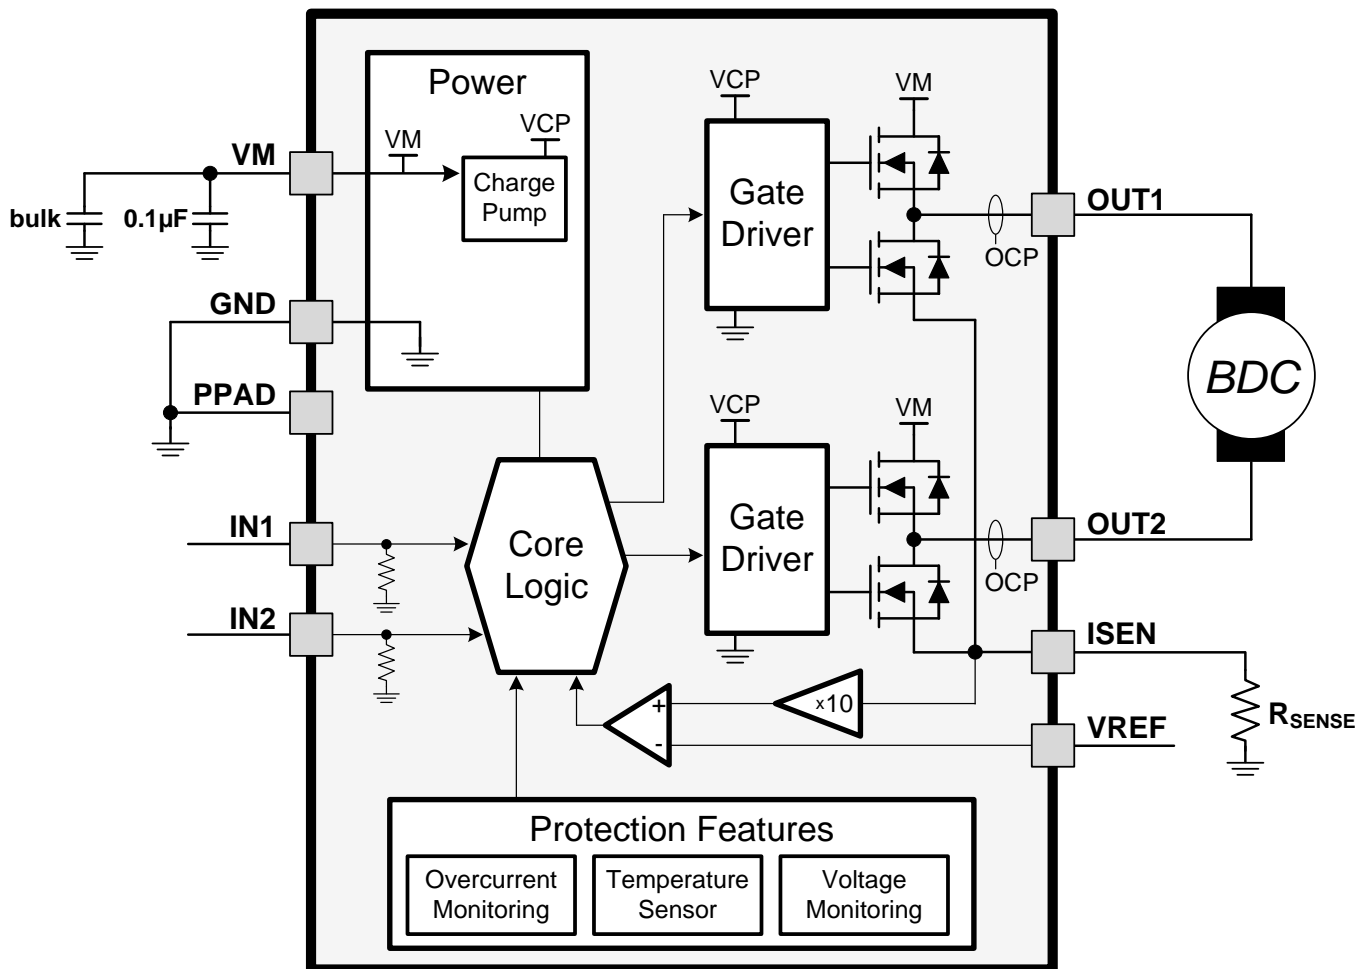 Power
VCP
VM
VM
Charge
Pump
bulk
0.1µF
GND
PPAD
IN1
IN2
Core
Logic
VCP
VM
Gate
Driver
OCP
OUT1
BDC
VCP
VM
Gate
Driver
OCP
OUT2
ISEN
RSENSE
VREF
x10
+
-
Protection Features
Overcurrent
Monitoring
Temperature
Sensor
Voltage
Monitoring